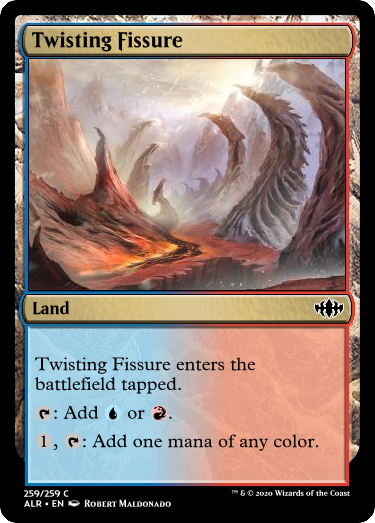 Twisting Fissure
Land
Twisting Fissure enters the
battlefield tapped.
: Add or .
1 , : Add one mana of any color.
259/259 C
ALR • EN Robert Maldonado
™ & © 2020 Wizards of the Coast